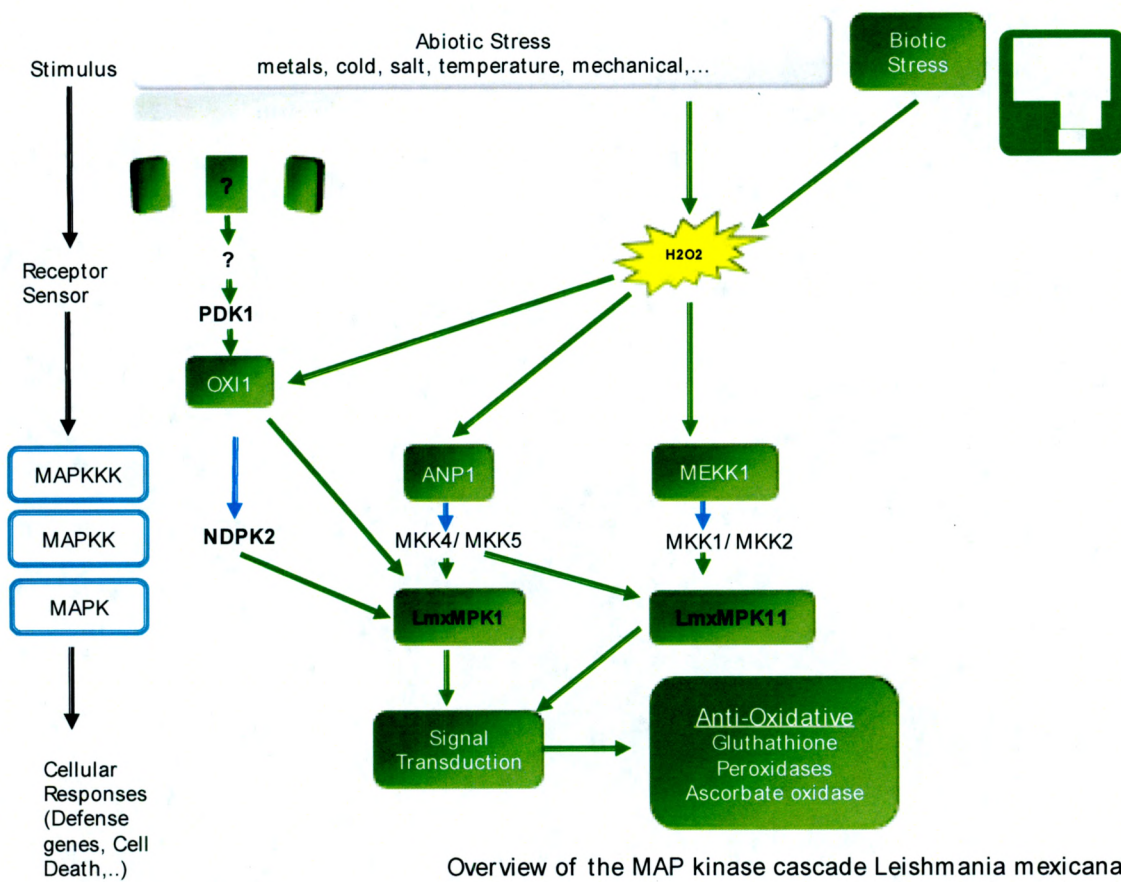 Stimulus
Abiotic Stress
metals, cold, salt, temperature, mechanical,...
Biotic
Stress
?
?
H2O2
Receptor
Sensor
PDK1
OXI1
MAPKKK
ANP1
MEKK1
MAPKK
NDPK2
MKK4/ MKK5
MKK1/ MKK2
MAPK
LmxMPK1
LmxMPK11
Signal
Transduction
Anti-Oxidative
Gluthathione
Peroxidases
Ascorbate oxidase
Cellular
Responses
(Defense
genes, Cell
Death,..)
Overview of the MAP kinase cascade Leishmania mexicana